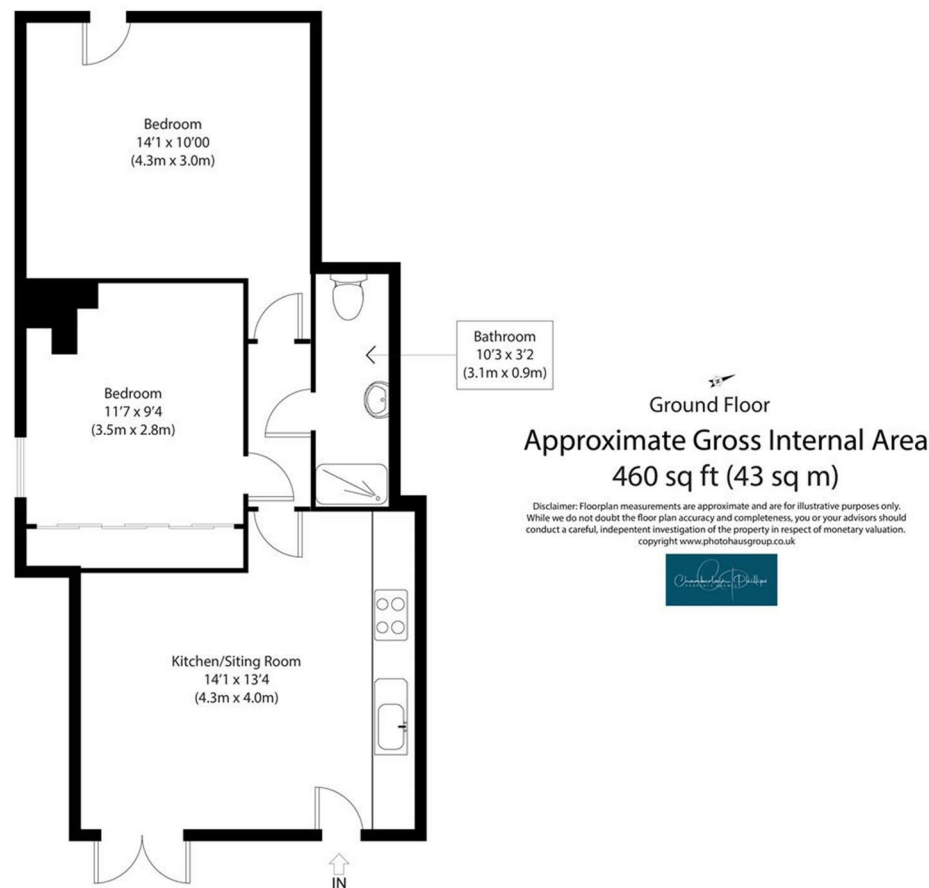 Bedroom
14'1 x 10'00
(4.3m x 3.0m)
Bathroom
10'3 x 3'2
(3.1m x 0.9m)
Bedroom
11'7 x 9'4
(3.5m x 2.8m)
Kitchen/Siting Room
14'1 x 13'4
(4.3m x 4.0m)
IN
Ground Floor
Approximate Gross Internal Area
460 sq ft (43 sq m)
Disclaimer: Floorplan measurements are approximate and are for illustrative purposes only.
While we do not doubt the floor plan accuracy and completeness, you or your advisors should
conduct a careful, indepentent investigation of the property in respect of monetary valuation.
copyright www.photohausgroup.co.uk
Chamberlain Phillips